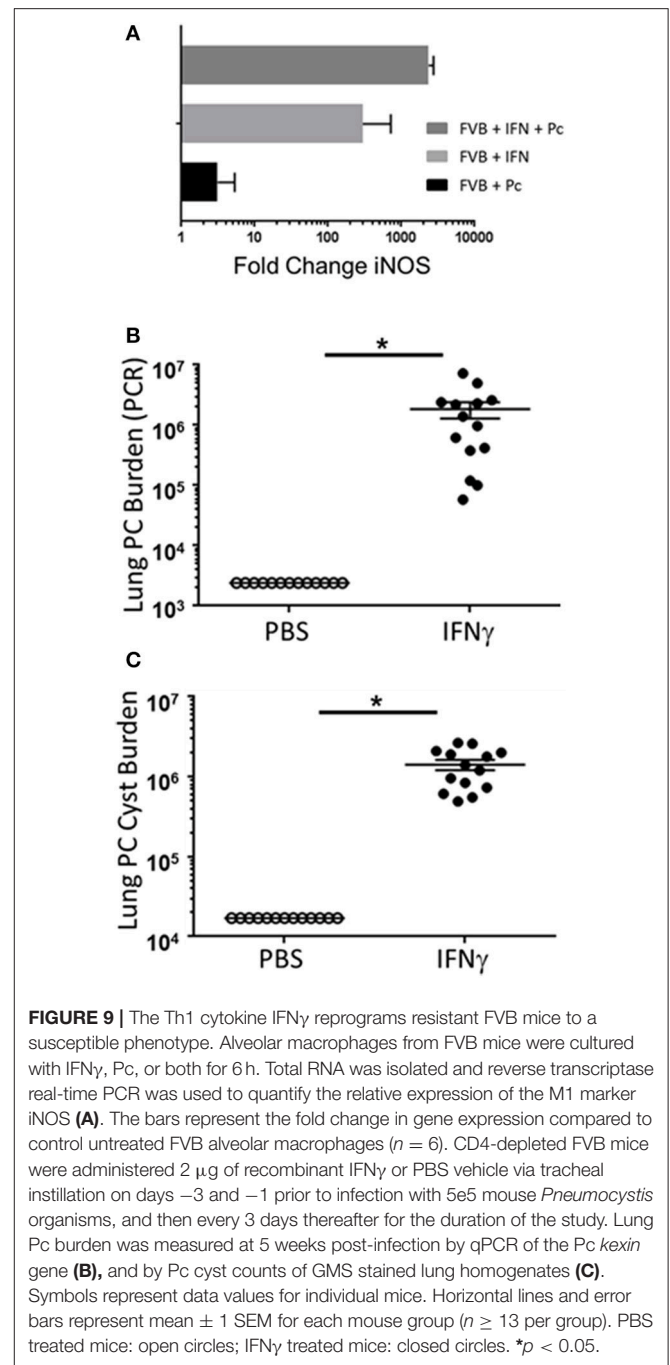 A
FVB + IFN + Pc
FVB + IFN
FVB + Pc
1 10 100 1000 10000
Fold Change iNOS
B
*
Lung PC Burden (PCR)
10⁷
10⁶
10⁵
10⁴
10³
PBS IFNγ
C
*
Lung PC Cyst Burden
10⁷
10⁶
10⁵
10⁴
PBS IFNγ
FIGURE 9 | The Th1 cytokine IFNγ reprograms resistant FVB mice to a
susceptible phenotype. Alveolar macrophages from FVB mice were cultured
with IFNγ, Pc, or both for 6 h. Total RNA was isolated and reverse transcriptase
real-time PCR was used to quantify the relative expression of the M1 marker
iNOS (A). The bars represent the fold change in gene expression compared to
control untreated FVB alveolar macrophages (n = 6). CD4-depleted FVB mice
were administered 2 μg of recombinant IFNγ or PBS vehicle via tracheal
instillation on days −3 and −1 prior to infection with 5e5 mouse Pneumocystis
organisms, and then every 3 days thereafter for the duration of the study. Lung
Pc burden was measured at 5 weeks post-infection by qPCR of the Pc kexin
gene (B), and by Pc cyst counts of GMS stained lung homogenates (C).
Symbols represent data values for individual mice. Horizontal lines and error
bars represent mean ± 1 SEM for each mouse group (n ≥ 13 per group). PBS
treated mice: open circles; IFNγ treated mice: closed circles. *p < 0.05.